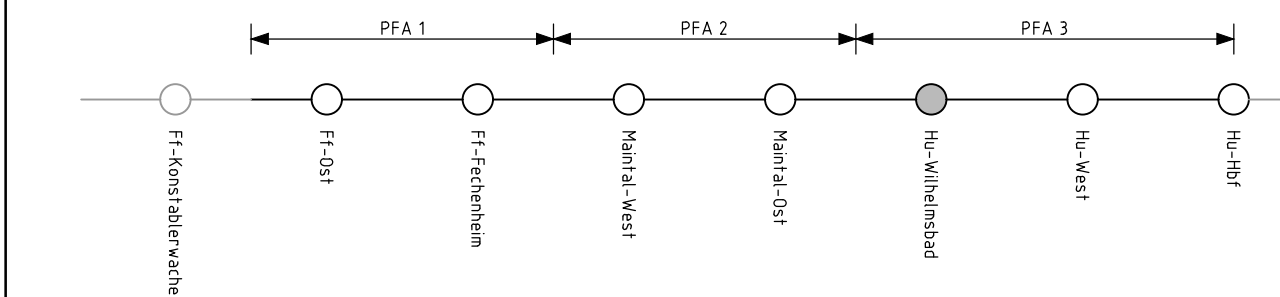 PFA 1
PFA 2
PFA 3
Ff-Konstablerwache
Ff-Ost
Ff-Fechenheim
Maintal-West
Maintal-Ost
Hu-Wilhelmsbad
Hu-West
Hu-Hbf